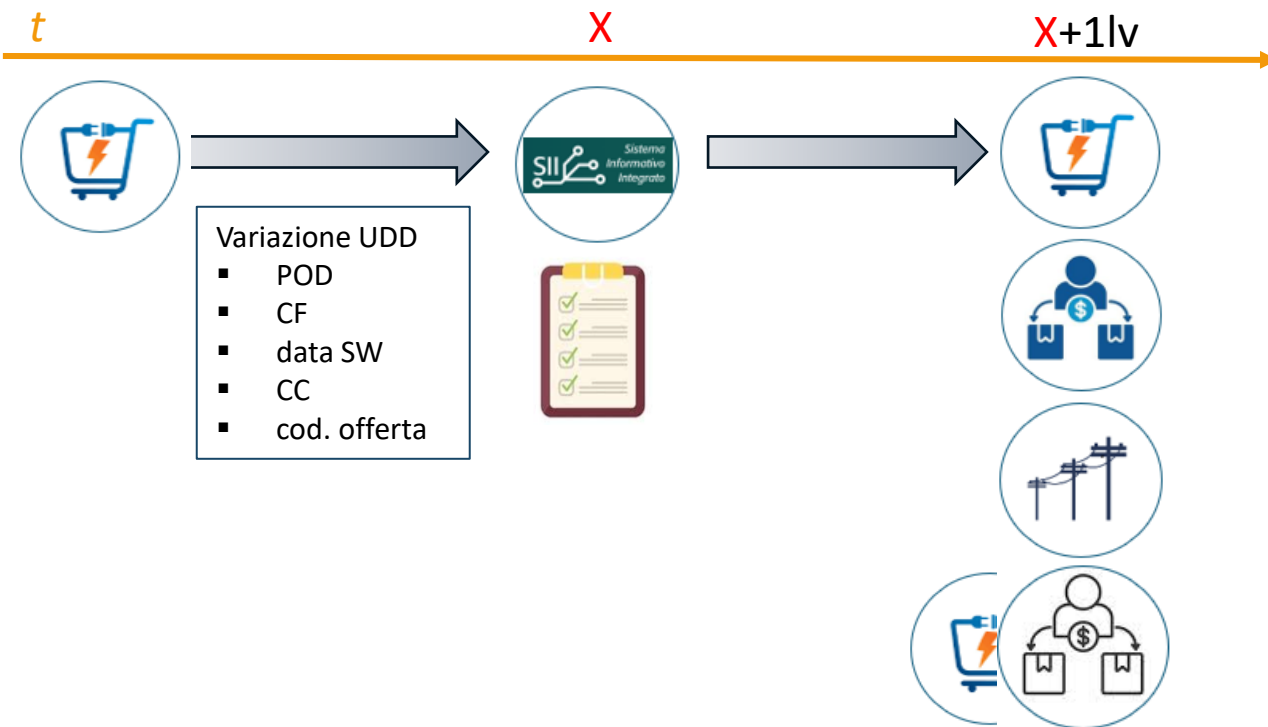 t
X
X+1lv
SII Sistema
Informativo
Integrato
Variazione UDD
▪ POD
▪ CF
▪ data SW
▪ CC
▪ cod. offerta
$
$